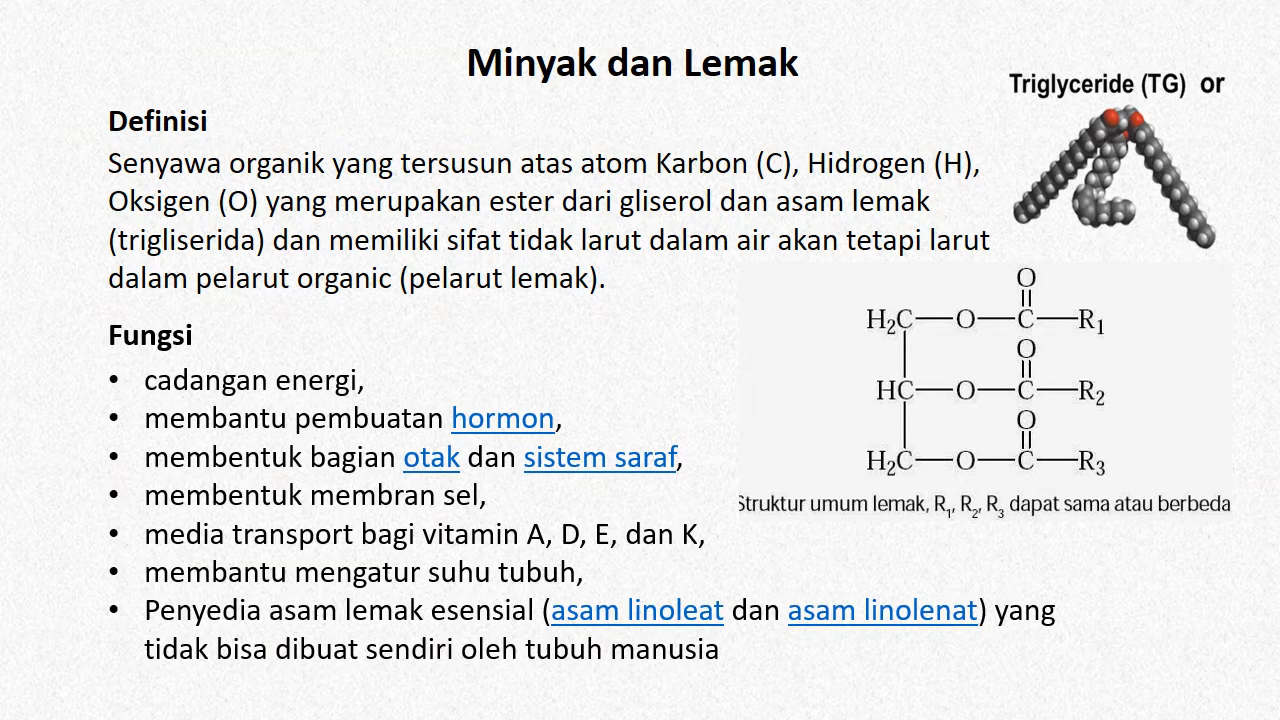 Minyak dan Lemak
Triglyceride (TG) or
Definisi
Senyawa organik yang tersusun atas atom Karbon (C), Hidrogen (H),
Oksigen (O) yang merupakan ester dari gliserol dan asam lemak
(trigliserida) dan memiliki sifat tidak larut dalam air akan tetapi larut
dalam pelarut organic (pelarut lemak).
Fungsi
• cadangan energi,
• membantu pembuatan hormon,
• membentuk bagian otak dan sistem saraf,
• membentuk membran sel,
• media transport bagi vitamin A, D, E, dan K,
• membantu mengatur suhu tubuh,
• Penyedia asam lemak esensial (asam linoleat dan asam linolenat) yang
tidak bisa dibuat sendiri oleh tubuh manusia
O
H₂C—O—C—R₁
O
HC—O—C—R₂
O
H₂C—O—C—R₃
Struktur umum lemak, R₁, R₂, R₃ dapat sama atau berbeda